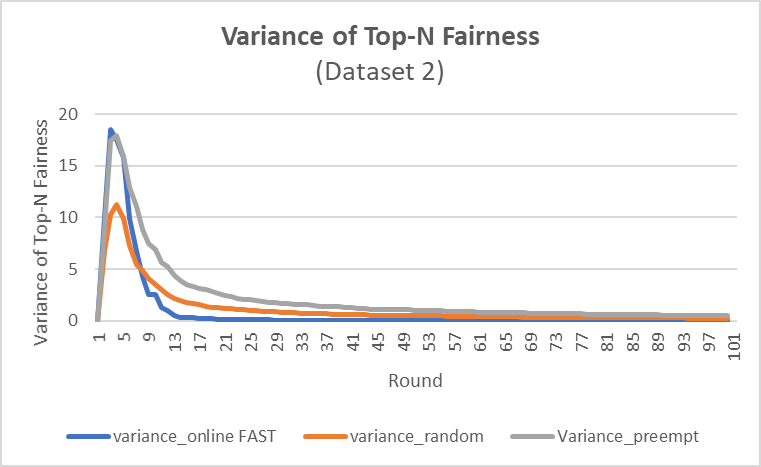 Variance of Top-N Fairness
(Dataset 2)
Variance of Top-N Fairness
20
15
10
5
0
1 5 9 13 17 21 25 29 33 37 41 45 49 53 57 61 65 69 73 77 81 85 89 93 97 101
Round
variance_online FAST variance_random Variance_preempt